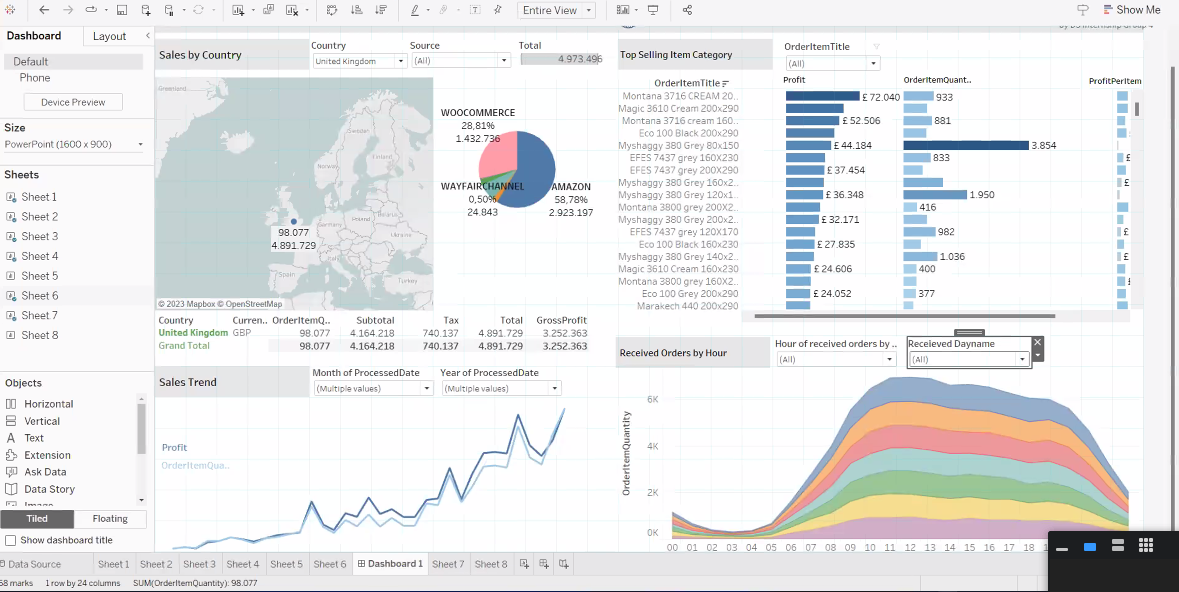 Entire View
Show Me
Dashboard
Layout
Default
Phone
Device Preview
Size
PowerPoint (1600 x 900)
Sheets
Sheet 1
Sheet 2
Sheet 3
Sheet 4
Sheet 5
Sheet 6
Sheet 7
Sheet 8
Objects
Horizontal
Vertical
Text
Extension
Ask Data
Data Story
Tiled
Floating
Show dashboard title
Sales by Country
Country
United Kingdom
Source
(All)
Total
4.973.496
Greenland
Sweden
Finland
Norway
Poland
Belarus
Germany
Ukraine
Spain
Turkey
98.077
4.891.729
© 2023 Mapbox © OpenStreetMap
WOOCOMMERCE
28,81%
1.432.736
WAYFAIRCHANNEL
0,50%
24.843
AMAZON
58,78%
2.923.197
Country Curren.. OrderItemQ.. Subtotal Tax Total GrossProfit
United Kingdom GBP 98.077 4.164.218 740.137 4.891.729 3.252.363
Grand Total 98.077 4.164.218 740.137 4.891.729 3.252.363
Sales Trend
Month of ProcessedDate
(Multiple values)
Year of ProcessedDate
(Multiple values)
Profit
OrderItemQua..
Top Selling Item Category
OrderItemTitle
(All)
OrderItemTitle Profit OrderItemQuant.. ProfitPerItem
Montana 3716 CREAM 20.. £ 72.040 933
Magic 3610 Cream 200x290
Montana 3716 cream 160.. £ 52.506 881
Eco 100 Black 200x290
Myshaggy 380 Grey 80x150 £ 44.184 3.854
EFES 7437 grey 160X230 833
EFES 7437 grey 200X290 £ 37.454
Myshaggy 380 Grey 160x2..
Myshaggy 380 Grey 120x1.. £ 36.348 1.950
Montana 3800 Grey 200X2.. 416
Myshaggy 380 Grey 200x2.. £ 32.171
EFES 7437 grey 120X170 982
Eco 100 Black 160x230 £ 27.835
Myshaggy 380 Grey 140x2.. 1.036
Magic 3610 Cream 160x230 £ 24.606 400
Montana 3800 Grey 160X2..
Eco 100 Grey 200x290 £ 24.052 377
Marakech 440 200x290
Received Orders by Hour
Hour of received orders by ..
(All)
Receieved Dayname
(All)
OrderItemQuantity
6K
4K
2K
0K
00 01 02 03 04 05 06 07 08 09 10 11 12 13 14 15 16 17 18
Data Source Sheet 1 Sheet 2 Sheet 3 Sheet 4 Sheet 5 Sheet 6 Dashboard 1 Sheet 7 Sheet 8
58 marks 1 row by 24 columns SUM(OrderItemQuantity): 98.077